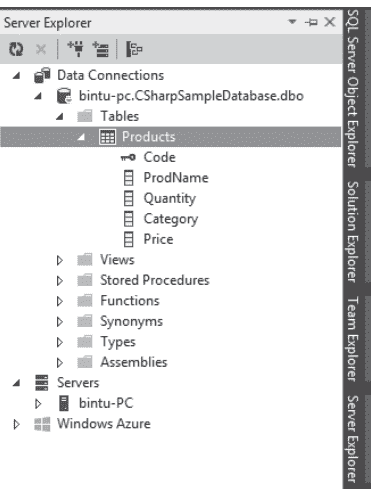 Server Explorer
Data Connections
bintu-pc.CSharpSampleDatabase.dbo
Tables
Products
Code
ProdName
Quantity
Category
Price
Views
Stored Procedures
Functions
Synonyms
Types
Assemblies
Servers
bintu-PC
Windows Azure
SQL Server Object Explorer
Solution Explorer
Team Explorer
Server Explorer